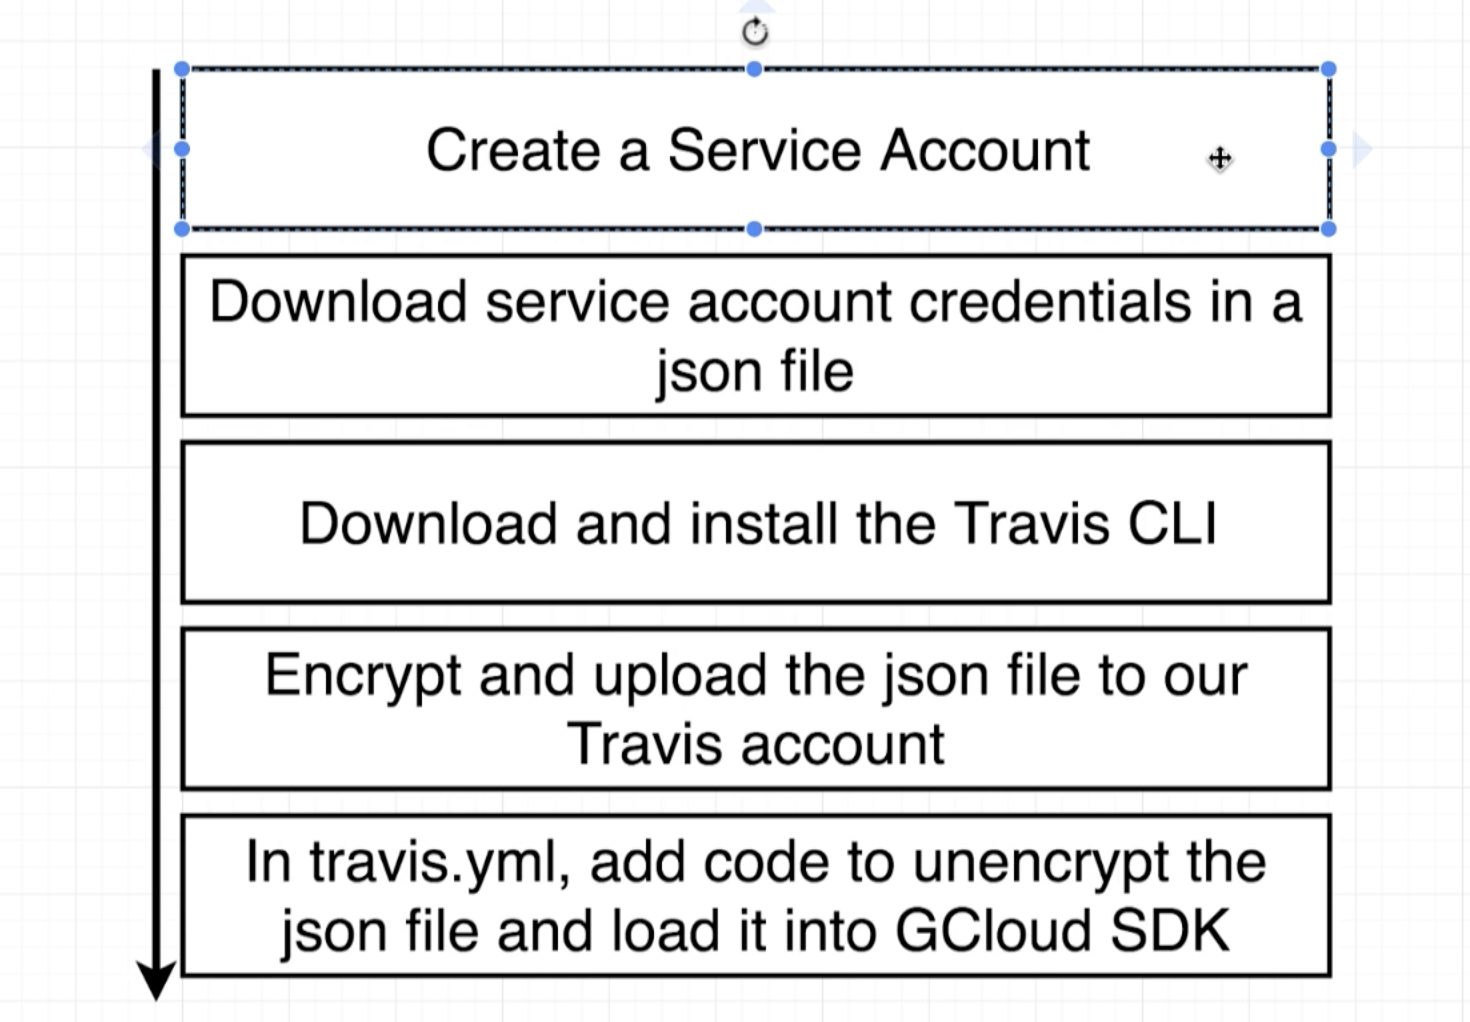 Create a Service Account
Download service account credentials in a
json file
Download and install the Travis CLI
Encrypt and upload the json file to our
Travis account
In travis.yml, add code to unencrypt the
json file and load it into GCloud SDK